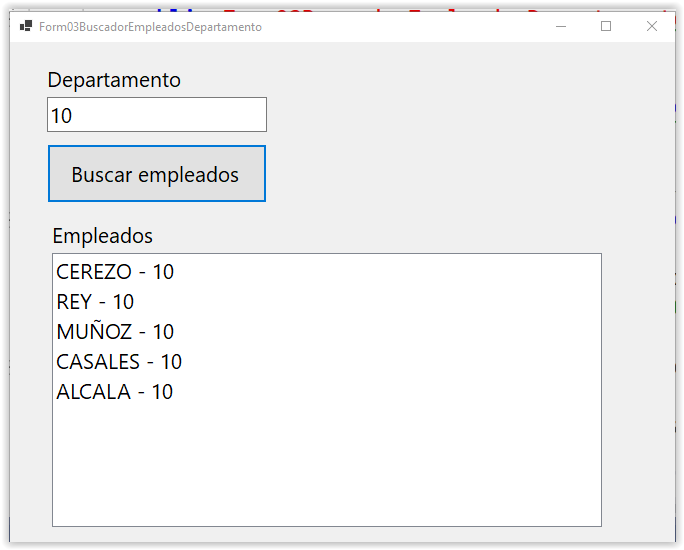 Form03BuscadorEmpleadosDepartamento
Departamento
10
Buscar empleados
Empleados
CEREZO - 10
REY - 10
MUÑOZ - 10
CASALES - 10
ALCALA - 10